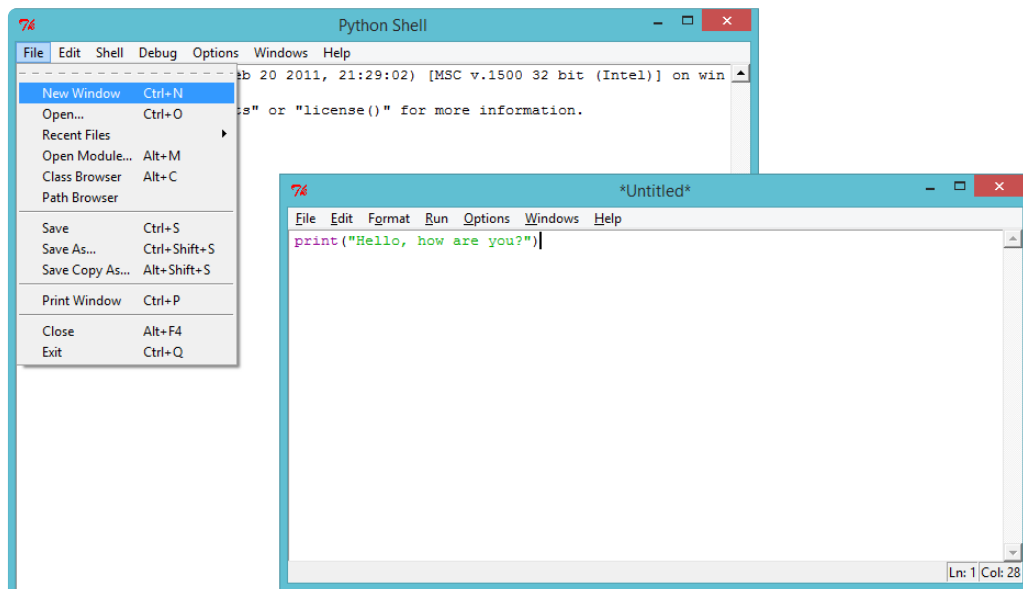 Python Shell
File Edit Shell Debug Options Windows Help
eb 20 2011, 21:29:02) [MSC v.1500 32 bit (Intel)] on win
ts" or "license()" for more information.
New Window Ctrl+N
Open... Ctrl+O
Recent Files
Open Module... Alt+M
Class Browser Alt+C
Path Browser
Save Ctrl+S
Save As... Ctrl+Shift+S
Save Copy As... Alt+Shift+S
Print Window Ctrl+P
Close Alt+F4
Exit Ctrl+Q
*Untitled*
File Edit Format Run Options Windows Help
print("Hello, how are you?")
Ln: 1 Col: 28